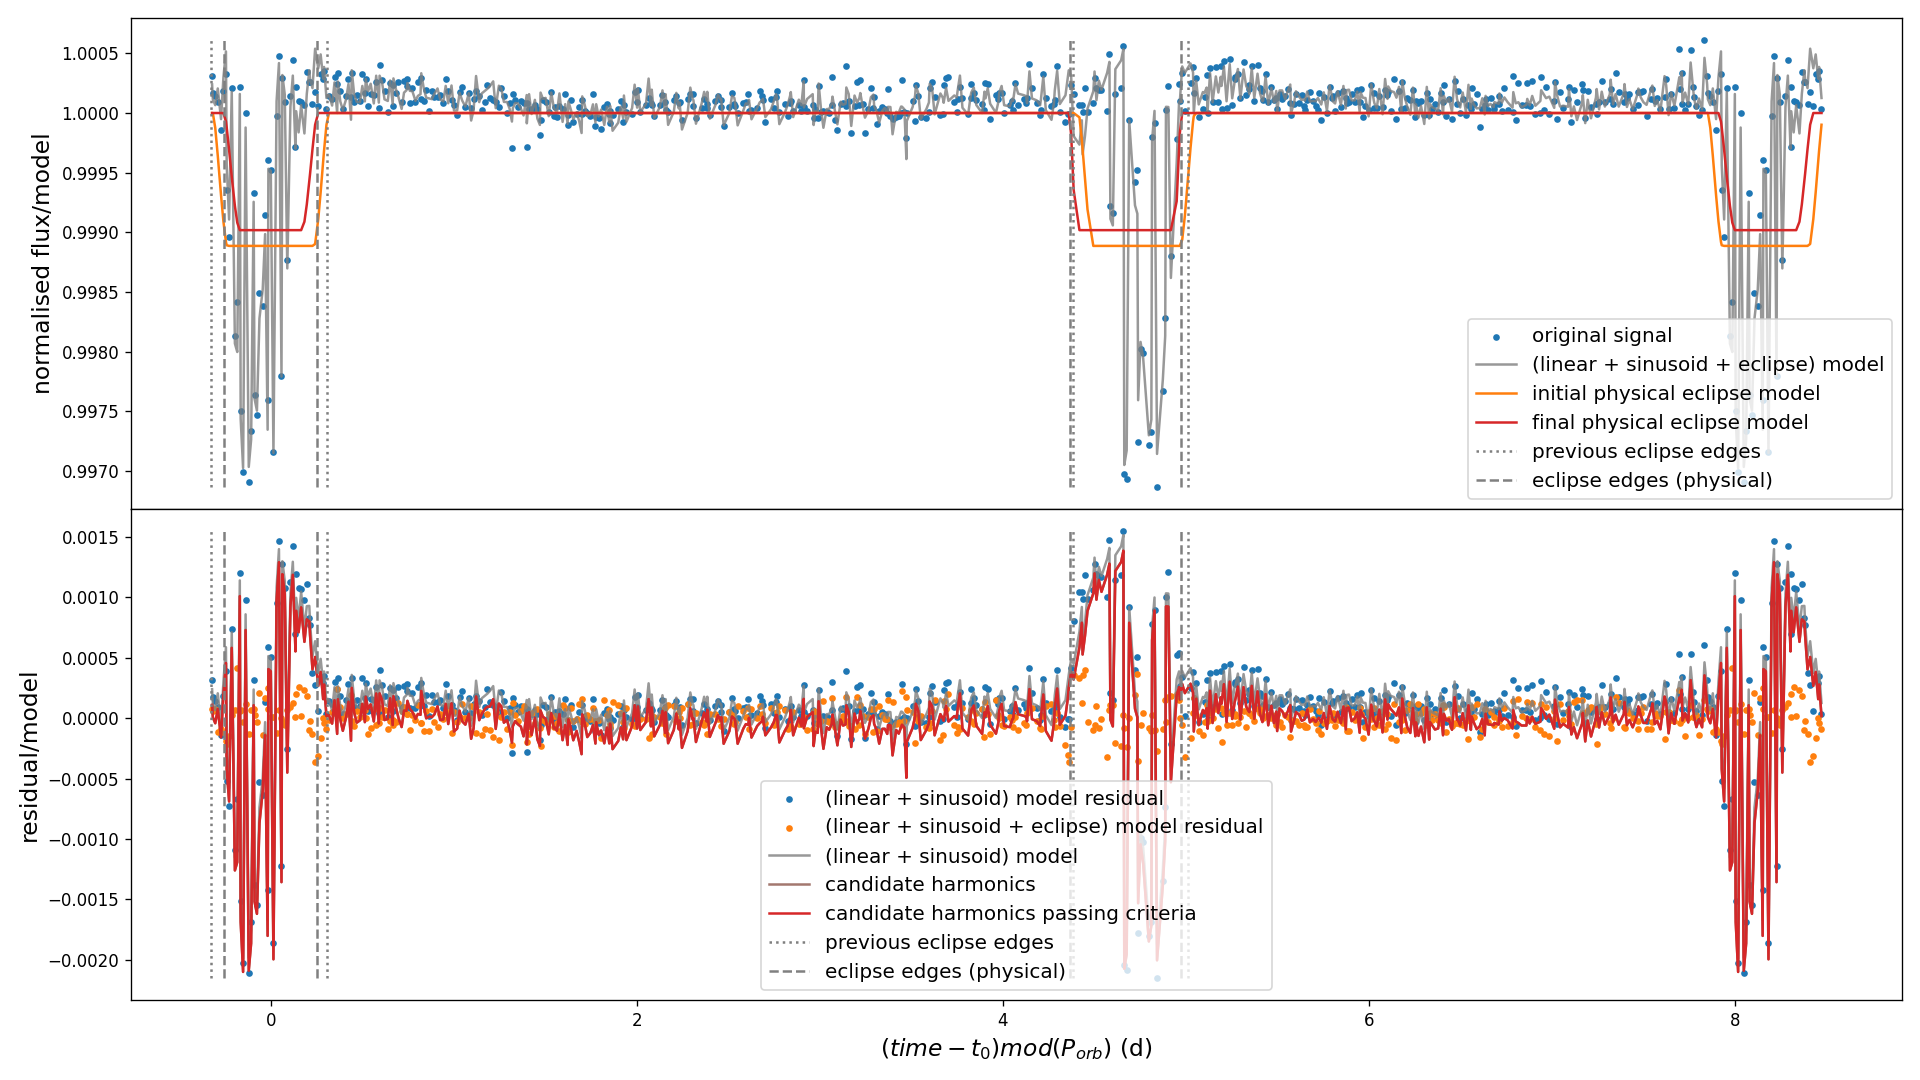 normalised flux/model
1.0005
1.0000
0.9995
0.9990
0.9985
0.9980
0.9975
0.9970
original signal
(linear + sinusoid + eclipse) model
initial physical eclipse model
final physical eclipse model
previous eclipse edges
eclipse edges (physical)
residual/model
0.0015
0.0010
0.0005
0.0000
−0.0005
−0.0010
−0.0015
−0.0020
(linear + sinusoid) model residual
(linear + sinusoid + eclipse) model residual
(linear + sinusoid) model
candidate harmonics
candidate harmonics passing criteria
previous eclipse edges
eclipse edges (physical)
0 2 4 6 8
(time − t₀)mod(Pₒᵣb) (d)